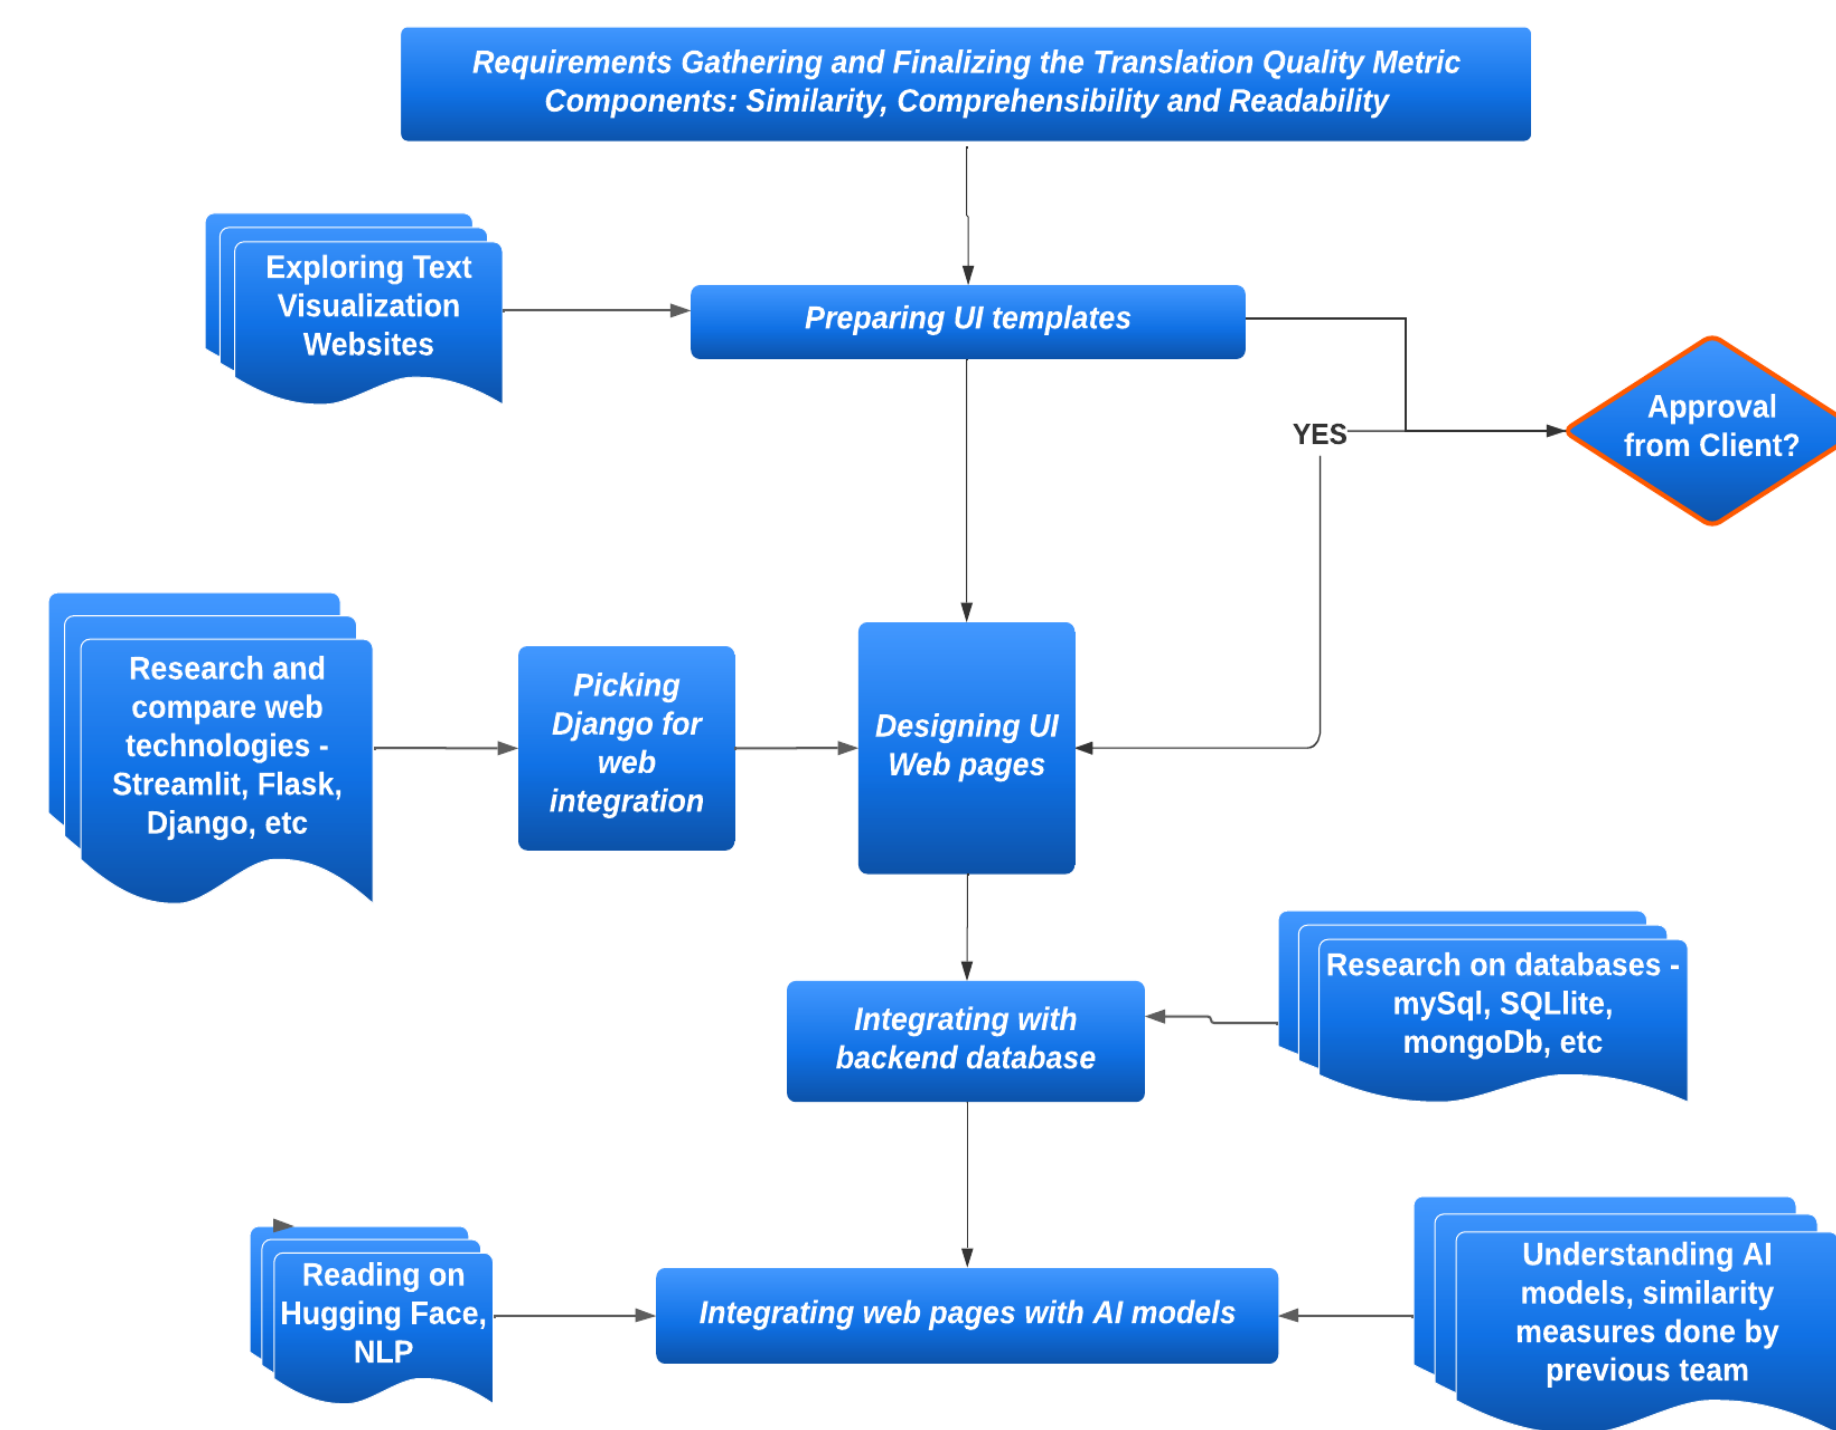 Requirements Gathering and Finalizing the Translation Quality Metric
Components: Similarity, Comprehensibility and Readability
Exploring Text
Visualization
Websites
Preparing UI templates
Approval
from Client?
YES
Research and
compare web
technologies -
Streamlit, Flask,
Django, etc
Picking
Django for
web
integration
Designing UI
Web pages
Research on databases -
mySql, SQLlite,
mongoDb, etc
Integrating with
backend database
Reading on
Hugging Face,
NLP
Integrating web pages with AI models
Understanding AI
models, similarity
measures done by
previous team